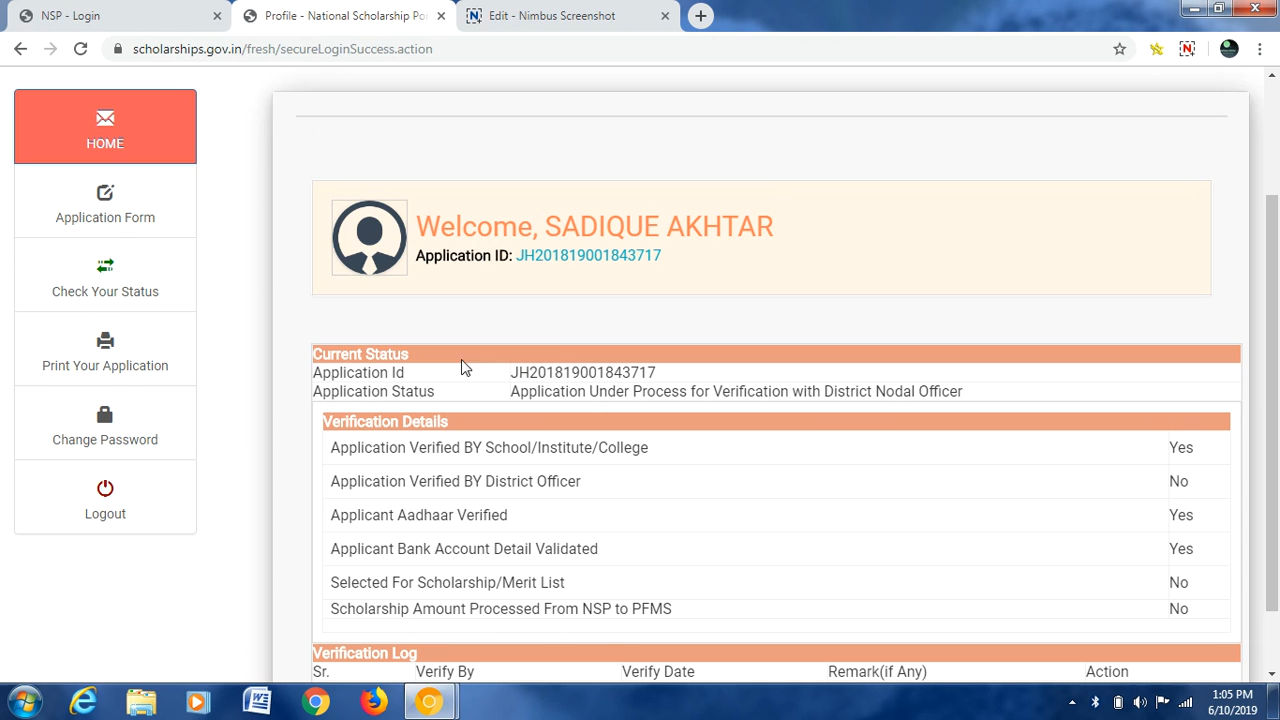 NSP - Login
Profile - National Scholarship Po
Edit - Nimbus Screenshot
scholarships.gov.in/fresh/secureLoginSuccess.action
HOME
Application Form
Check Your Status
Print Your Application
Change Password
Logout
Welcome, SADIQUE AKHTAR
Application ID: JH201819001843717
Current Status
Application Id JH201819001843717
Application Status Application Under Process for Verification with District Nodal Officer
Verification Details
Application Verified BY School/Institute/College Yes
Application Verified BY District Officer No
Applicant Aadhaar Verified Yes
Applicant Bank Account Detail Validated Yes
Selected For Scholarship/Merit List No
Scholarship Amount Processed From NSP to PFMS No
Verification Log
Sr. Verify By Verify Date Remark(if Any) Action
1:05 PM
6/10/2019